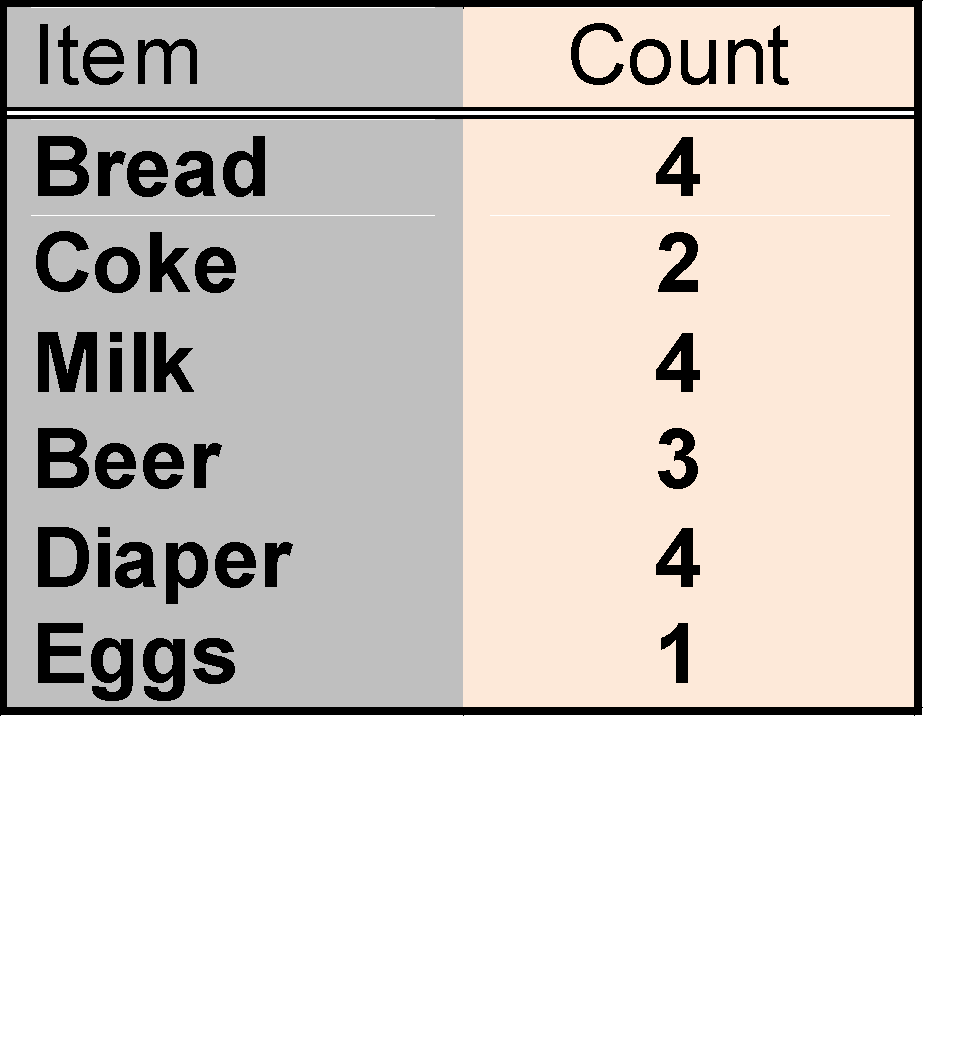 Item Count
Bread 4
Coke 2
Milk 4
Beer 3
Diaper 4
Eggs 1